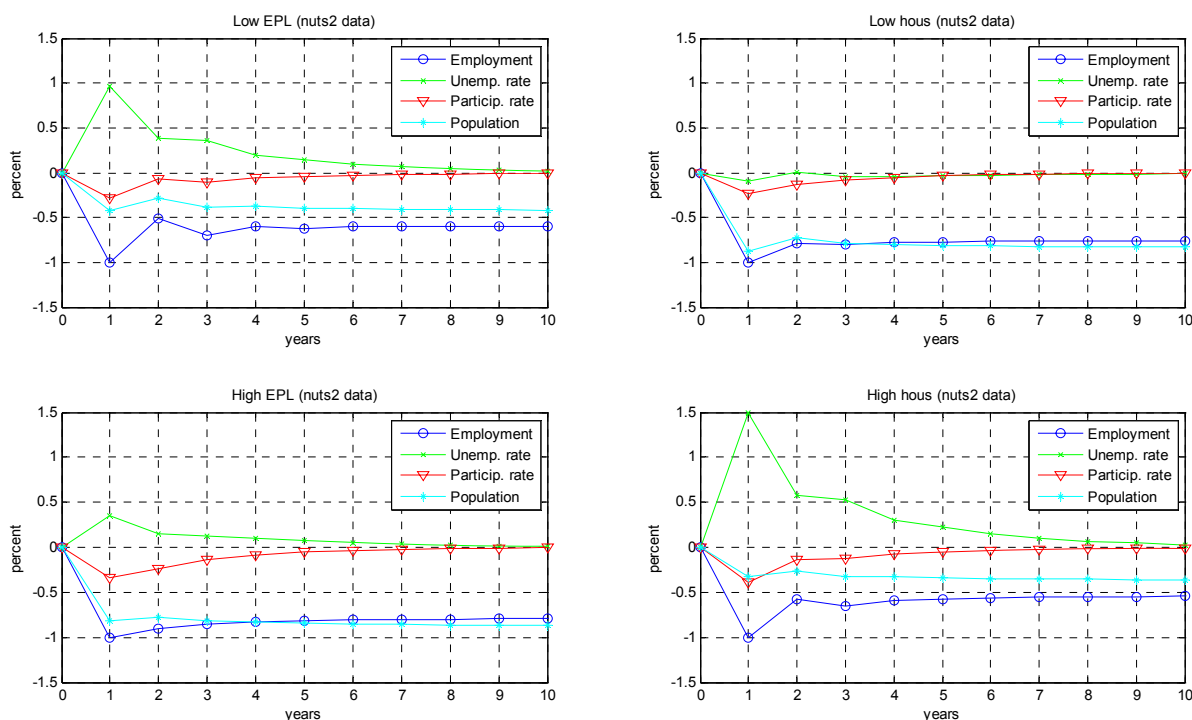 Low EPL (nuts2 data)
1.5
1
0.5
0
-0.5
-1
-1.5
percent
0 1 2 3 4 5 6 7 8 9 10
years
Employment
Unemp. rate
Particip. rate
Population
Low hous (nuts2 data)
1.5
1
0.5
0
-0.5
-1
-1.5
percent
0 1 2 3 4 5 6 7 8 9 10
years
Employment
Unemp. rate
Particip. rate
Population
High EPL (nuts2 data)
1.5
1
0.5
0
-0.5
-1
-1.5
percent
0 1 2 3 4 5 6 7 8 9 10
years
Employment
Unemp. rate
Particip. rate
Population
High hous (nuts2 data)
1.5
1
0.5
0
-0.5
-1
-1.5
percent
0 1 2 3 4 5 6 7 8 9 10
years
Employment
Unemp. rate
Particip. rate
Population